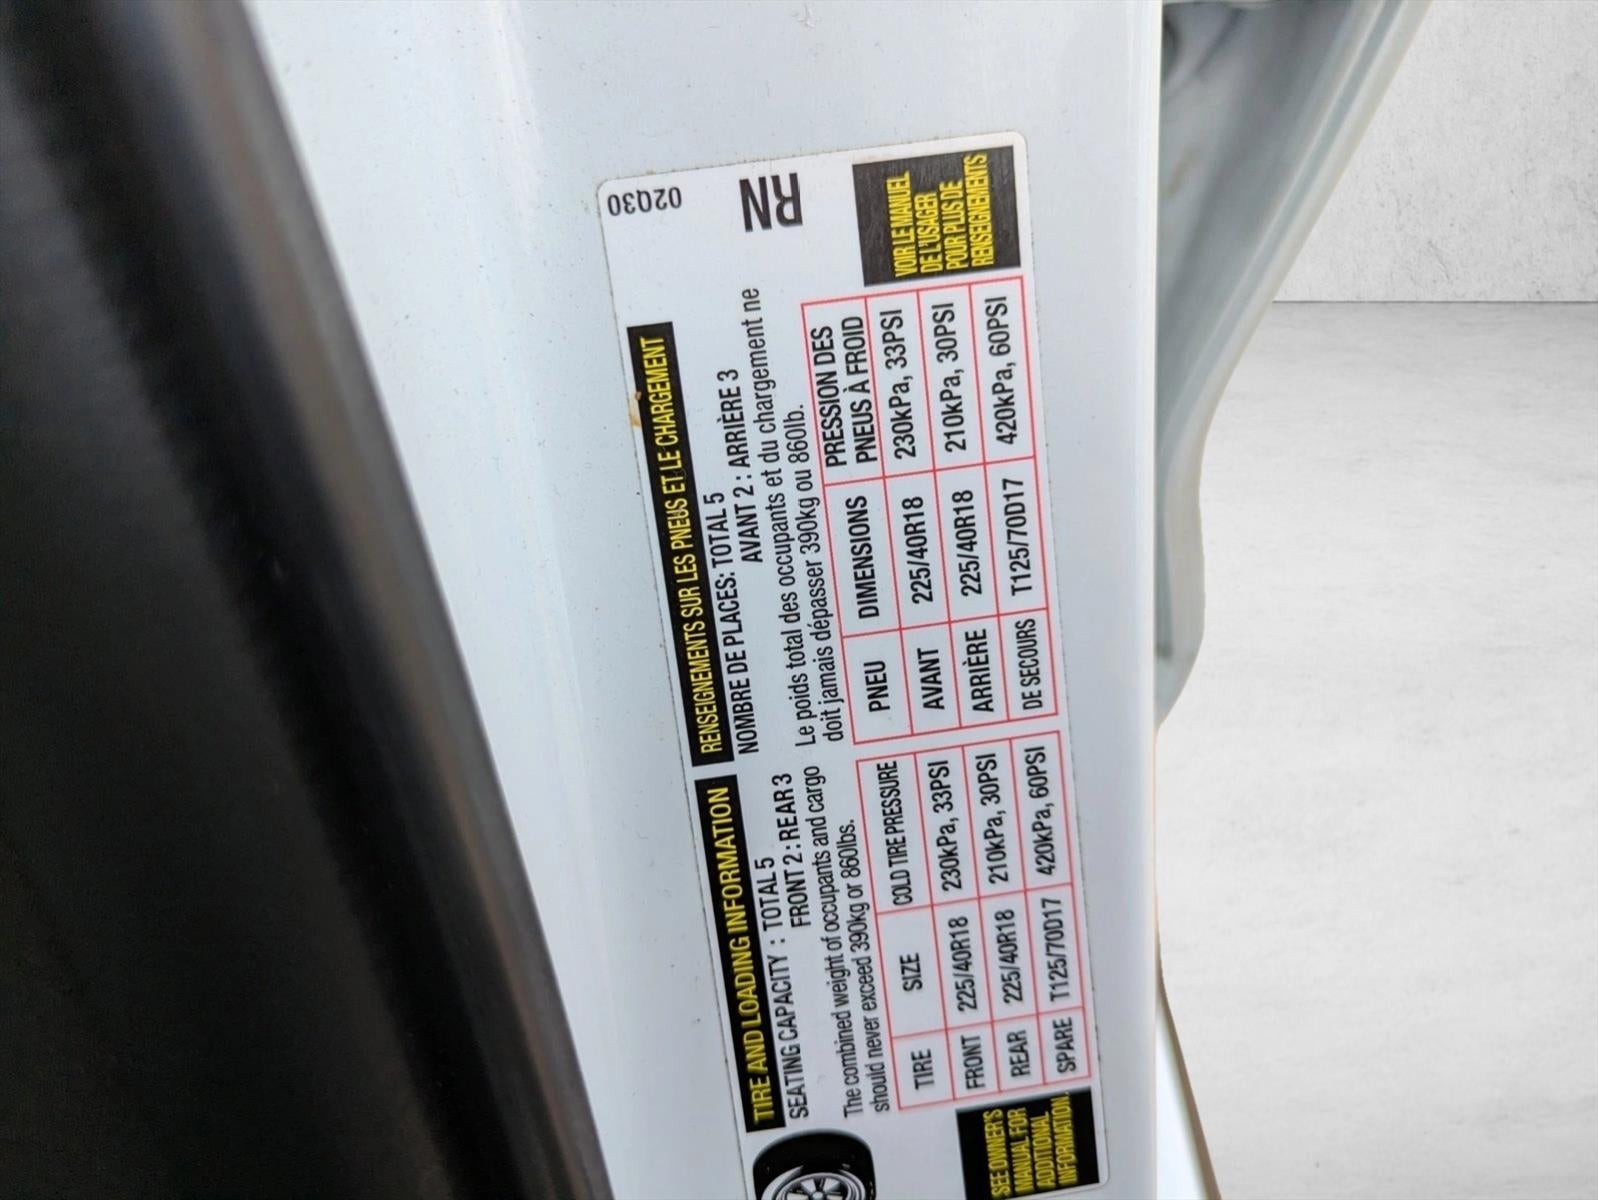 TIRE AND LOADING INFORMATION
SEATING CAPACITY : TOTAL 5
FRONT 2 : REAR 3
The combined weight of occupants and cargo
should never exceed 390kg or 860lbs.
TIRE SIZE COLD TIRE PRESSURE
FRONT 225/40R18 230kPa, 33PSI
REAR 225/40R18 210kPa, 30PSI
SPARE T125/70D17 420kPa, 60PSI
SEE OWNER'S
MANUAL FOR
ADDITIONAL
INFORMATION
RENSEIGNEMENTS SUR LES PNEUS ET LE CHARGEMENT
NOMBRE DE PLACES: TOTAL 5
AVANT 2 : ARRIÈRE 3
Le poids total des occupants et du chargement ne
doit jamais dépasser 390kg ou 860lb.
PNEU DIMENSIONS PRESSION DES
PNEUS À FROID
AVANT 225/40R18 230kPa, 33PSI
ARRIÈRE 225/40R18 210kPa, 30PSI
DE SECOURS T125/70D17 420kPa, 60PSI
VOIR LE MANUEL
DE L'USAGER
POUR PLUS DE
RENSEIGNEMENTS
02Q30
RN